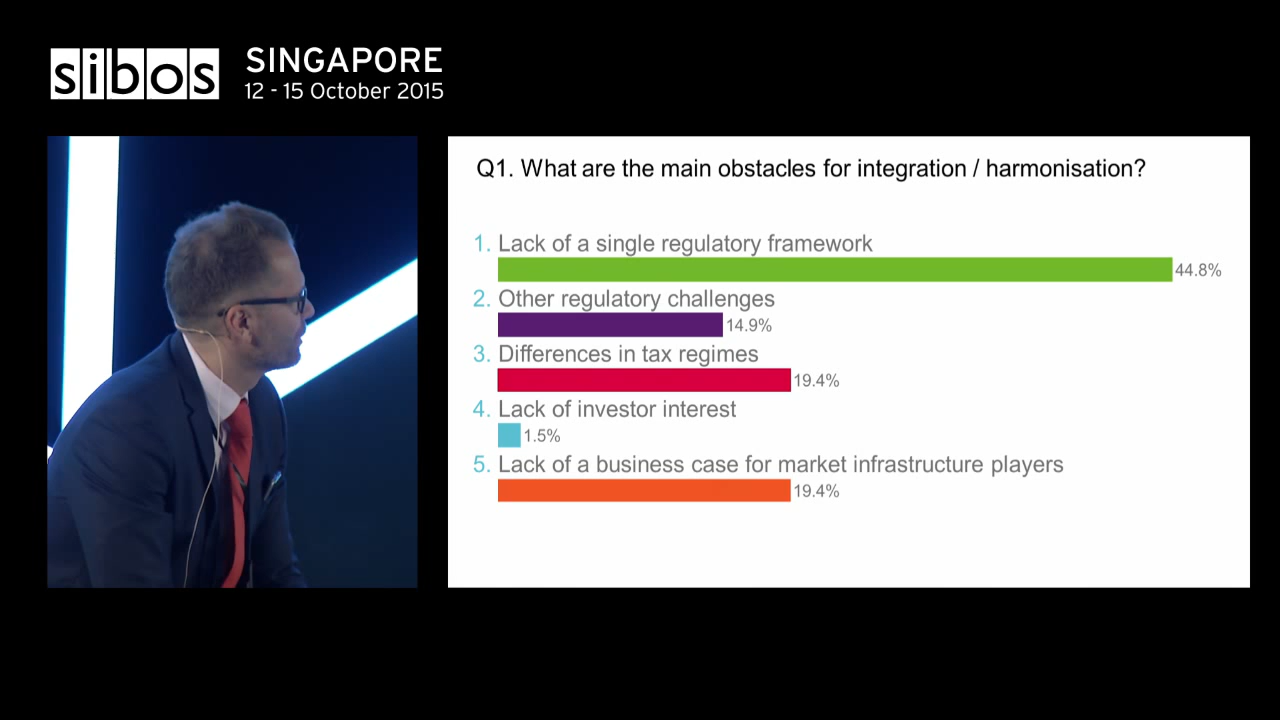 sibos
SINGAPORE
12 - 15 October 2015
Q1. What are the main obstacles for integration / harmonisation?
1. Lack of a single regulatory framework
44.8%
2. Other regulatory challenges
14.9%
3. Differences in tax regimes
19.4%
4. Lack of investor interest
1.5%
5. Lack of a business case for market infrastructure players
19.4%